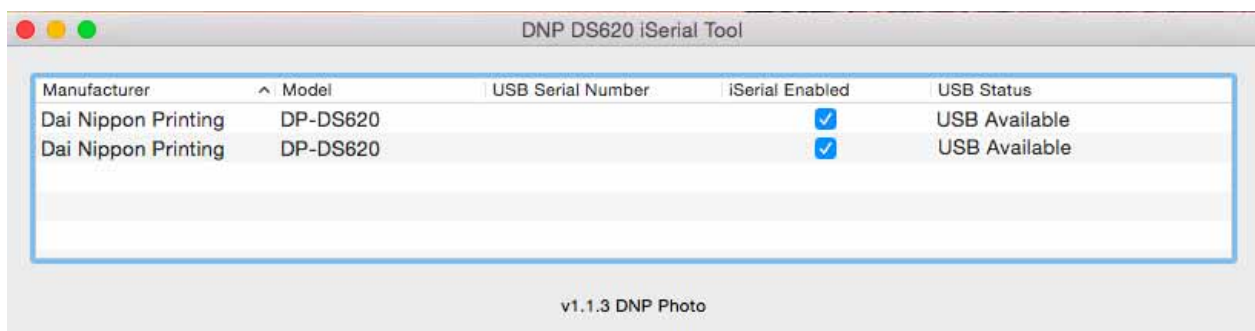 DNP DS620 iSerial Tool
Manufacturer Model USB Serial Number iSerial Enabled USB Status
Dai Nippon Printing DP-DS620 USB Available
Dai Nippon Printing DP-DS620 USB Available
v1.1.3 DNP Photo